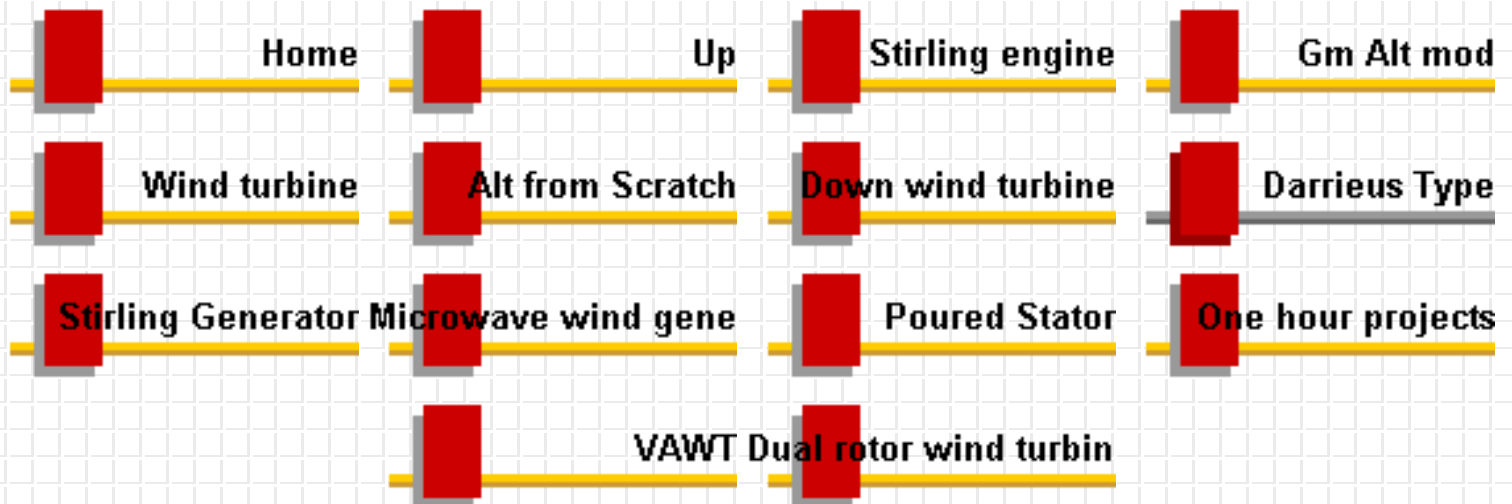 Home
Up
Stirling engine
Gm Alt mod
Wind turbine
Alt from Scratch
Down wind turbine
Darrieus Type
Stirling Generator
Microwave wind gene
Poured Stator
One hour projects
VAWT
Dual rotor wind turbin